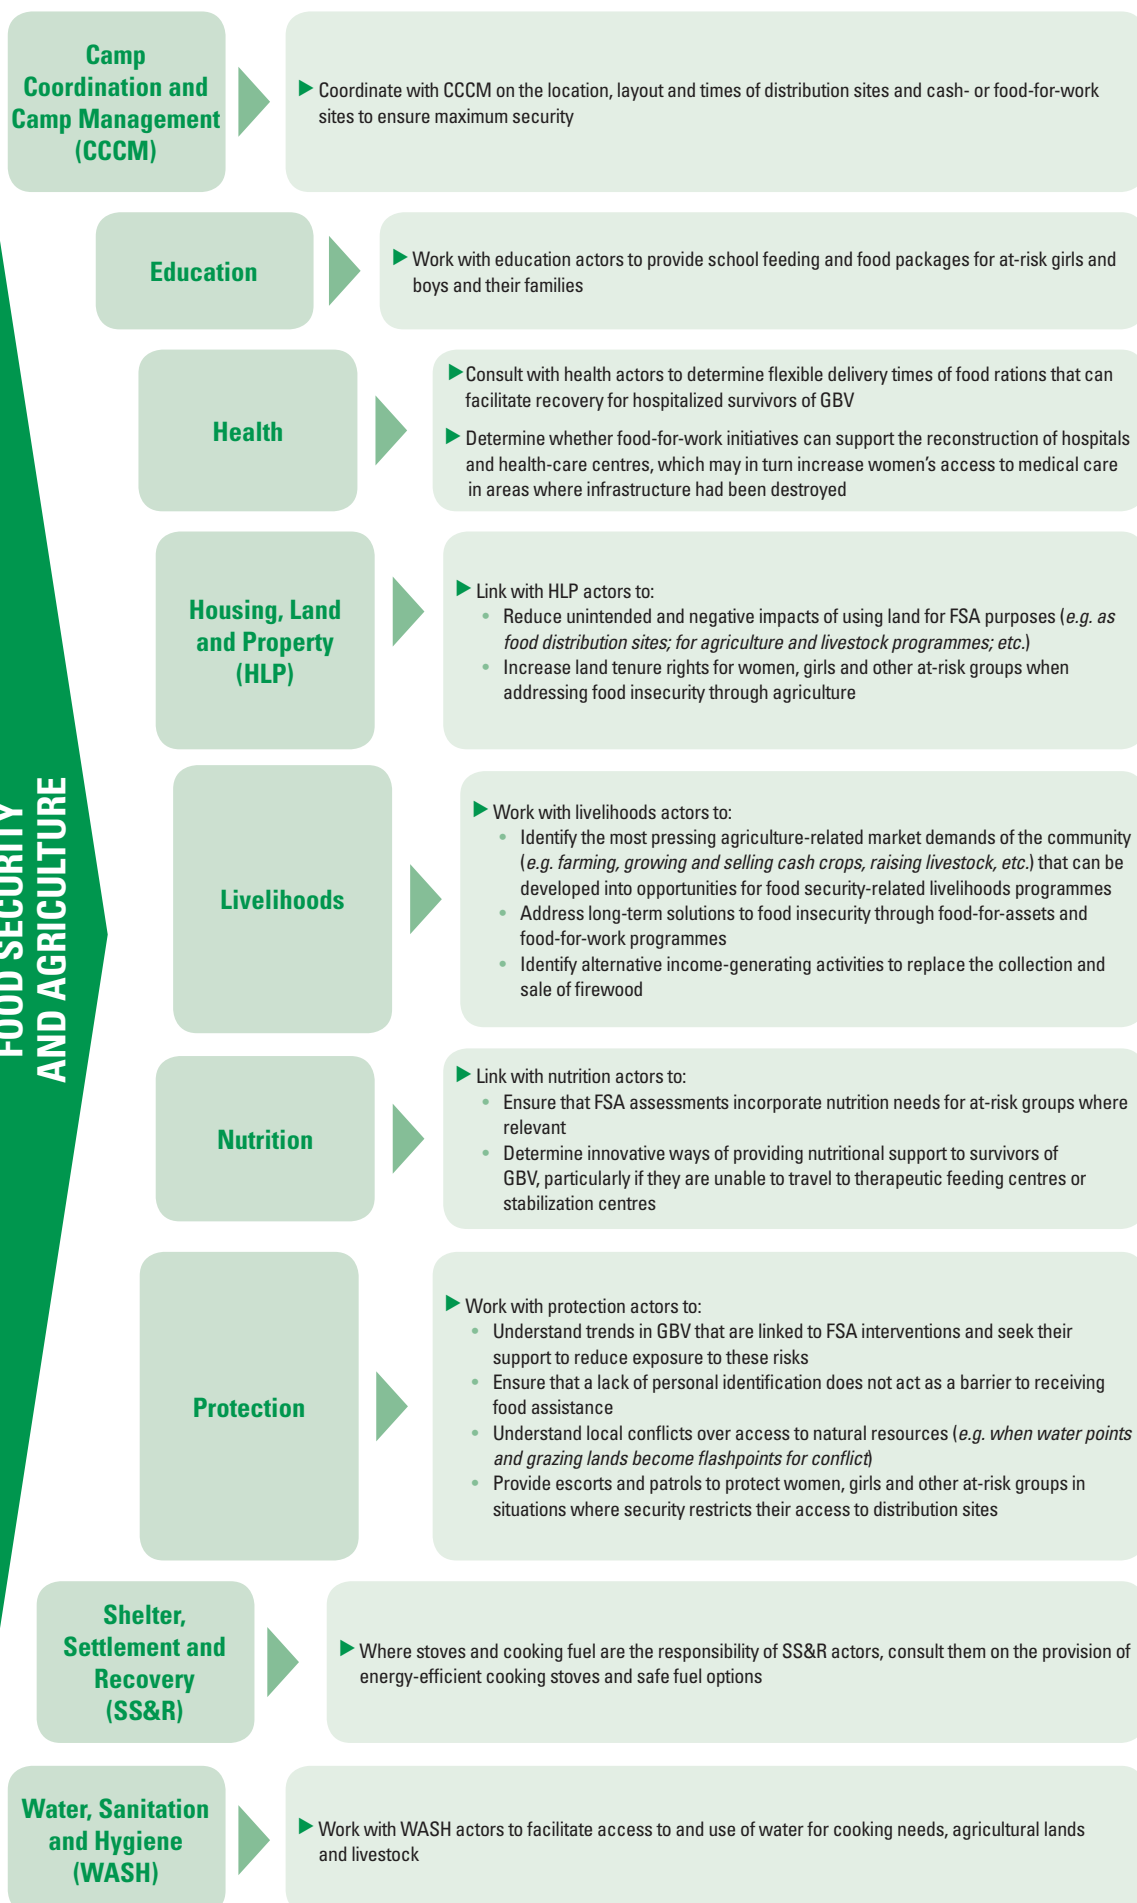 Camp
Coordination and
Camp Management
(CCCM)
▶ Coordinate with CCCM on the location, layout and times of distribution sites and cash- or food-for-work
sites to ensure maximum security
Education
▶ Work with education actors to provide school feeding and food packages for at-risk girls and
boys and their families
Health
▶ Consult with health actors to determine flexible delivery times of food rations that can
facilitate recovery for hospitalized survivors of GBV
▶ Determine whether food-for-work initiatives can support the reconstruction of hospitals
and health-care centres, which may in turn increase women's access to medical care
in areas where infrastructure had been destroyed
Housing, Land
and Property
(HLP)
▶ Link with HLP actors to:
• Reduce unintended and negative impacts of using land for FSA purposes (e.g. as
food distribution sites; for agriculture and livestock programmes; etc.)
• Increase land tenure rights for women, girls and other at-risk groups when
addressing food insecurity through agriculture
FOOD SECURITY
AND AGRICULTURE
Livelihoods
▶ Work with livelihoods actors to:
• Identify the most pressing agriculture-related market demands of the community
(e.g. farming, growing and selling cash crops, raising livestock, etc.) that can be
developed into opportunities for food security-related livelihoods programmes
• Address long-term solutions to food insecurity through food-for-assets and
food-for-work programmes
• Identify alternative income-generating activities to replace the collection and
sale of firewood
Nutrition
▶ Link with nutrition actors to:
• Ensure that FSA assessments incorporate nutrition needs for at-risk groups where
relevant
• Determine innovative ways of providing nutritional support to survivors of
GBV, particularly if they are unable to travel to therapeutic feeding centres or
stabilization centres
Protection
▶ Work with protection actors to:
• Understand trends in GBV that are linked to FSA interventions and seek their
support to reduce exposure to these risks
• Ensure that a lack of personal identification does not act as a barrier to receiving
food assistance
• Understand local conflicts over access to natural resources (e.g. when water points
and grazing lands become flashpoints for conflict)
• Provide escorts and patrols to protect women, girls and other at-risk groups in
situations where security restricts their access to distribution sites
Shelter,
Settlement and
Recovery
(SS&R)
▶ Where stoves and cooking fuel are the responsibility of SS&R actors, consult them on the provision of
energy-efficient cooking stoves and safe fuel options
Water, Sanitation
and Hygiene
(WASH)
▶ Work with WASH actors to facilitate access to and use of water for cooking needs, agricultural lands
and livestock